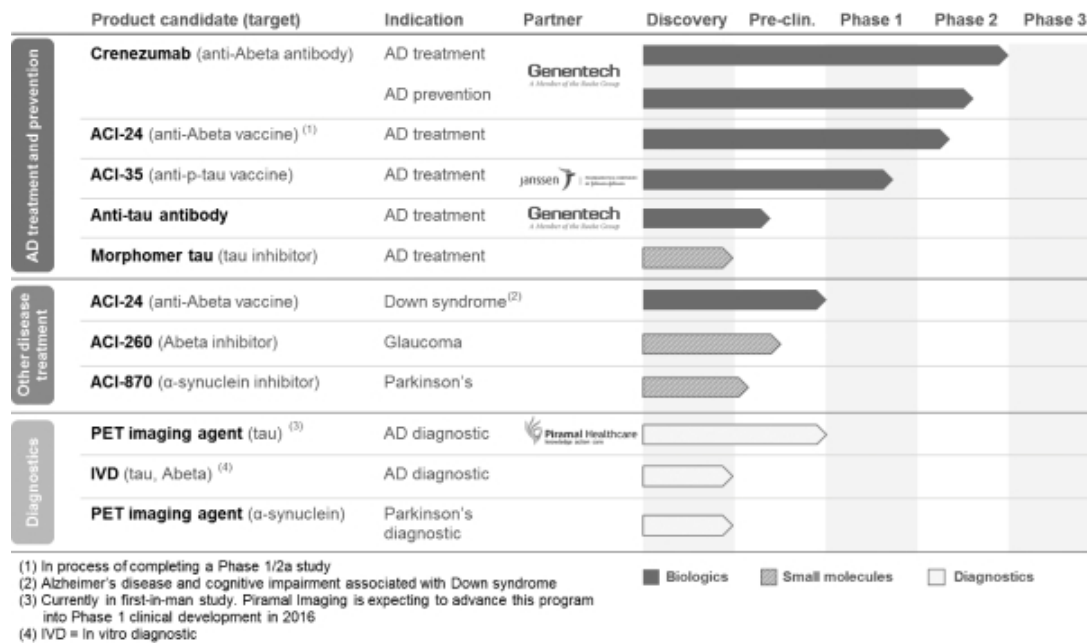 Product candidate (target) Indication Partner Discovery Pre-clin. Phase 1 Phase 2 Phase 3
AD treatment and prevention
Crenezumab (anti-Abeta antibody) AD treatment
Genentech
A Member of the Roche Group
AD prevention
ACI-24 (anti-Abeta vaccine) (1) AD treatment
ACI-35 (anti-p-tau vaccine) AD treatment janssen
Anti-tau antibody AD treatment Genentech
A Member of the Roche Group
Morphomer tau (tau inhibitor) AD treatment
Other disease
treatment
ACI-24 (anti-Abeta vaccine) Down syndrome(2)
ACI-260 (Abeta inhibitor) Glaucoma
ACI-870 (α-synuclein inhibitor) Parkinson's
Diagnostics
PET imaging agent (tau) (3) AD diagnostic Piramal Healthcare
knowledge action care
IVD (tau, Abeta) (4) AD diagnostic
PET imaging agent (α-synuclein) Parkinson's
diagnostic
(1) In process of completing a Phase 1/2a study
(2) Alzheimer's disease and cognitive impairment associated with Down syndrome
(3) Currently in first-in-man study. Piramal Imaging is expecting to advance this program
into Phase 1 clinical development in 2016
(4) IVD = In vitro diagnostic
Biologics Small molecules Diagnostics